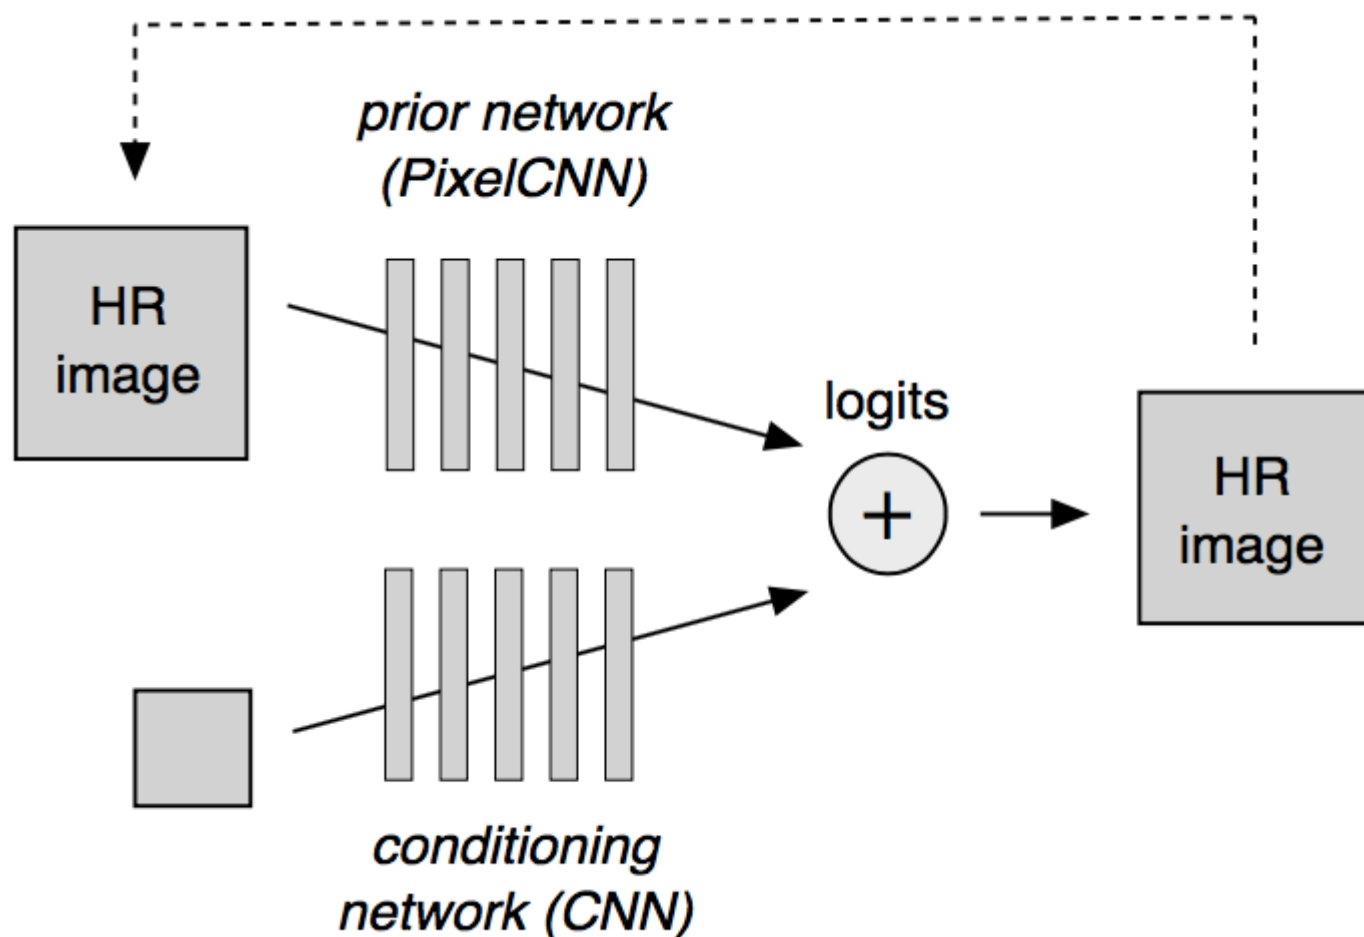 prior network
(PixelCNN)
HR
image
logits
+
HR
image
conditioning
network (CNN)